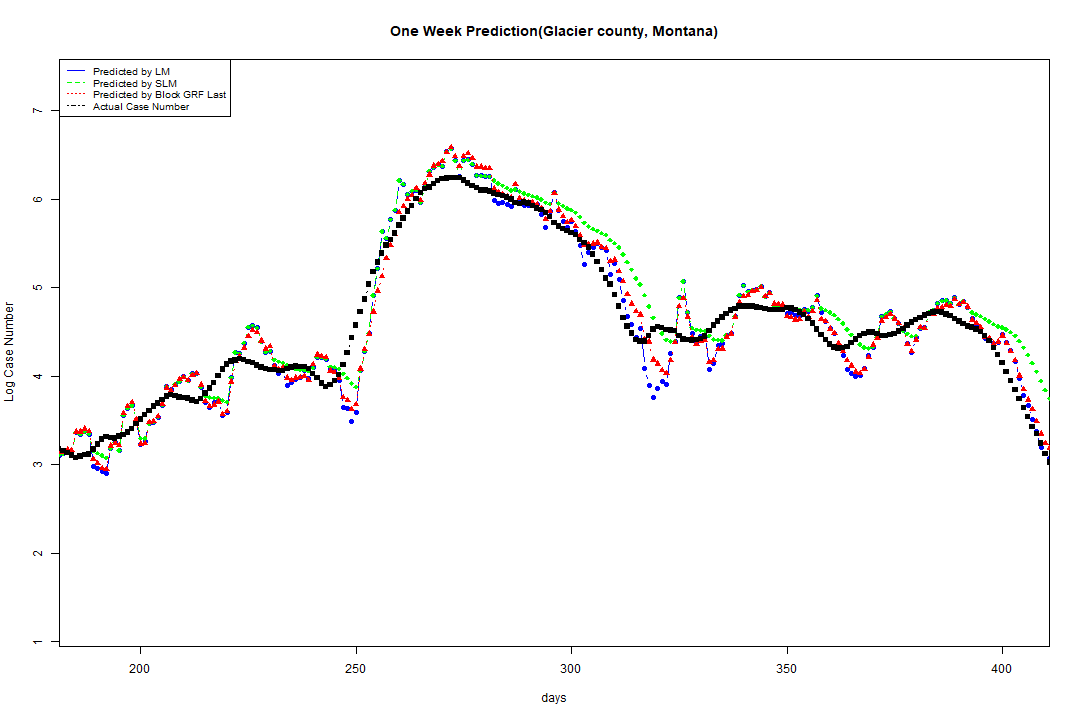 One Week Prediction(Glacier county, Montana)
Predicted by LM
Predicted by SLM
Predicted by Block GRF Last
Actual Case Number
7
6
5
4
3
2
1
Log Case Number
200 250 300 350 400
days